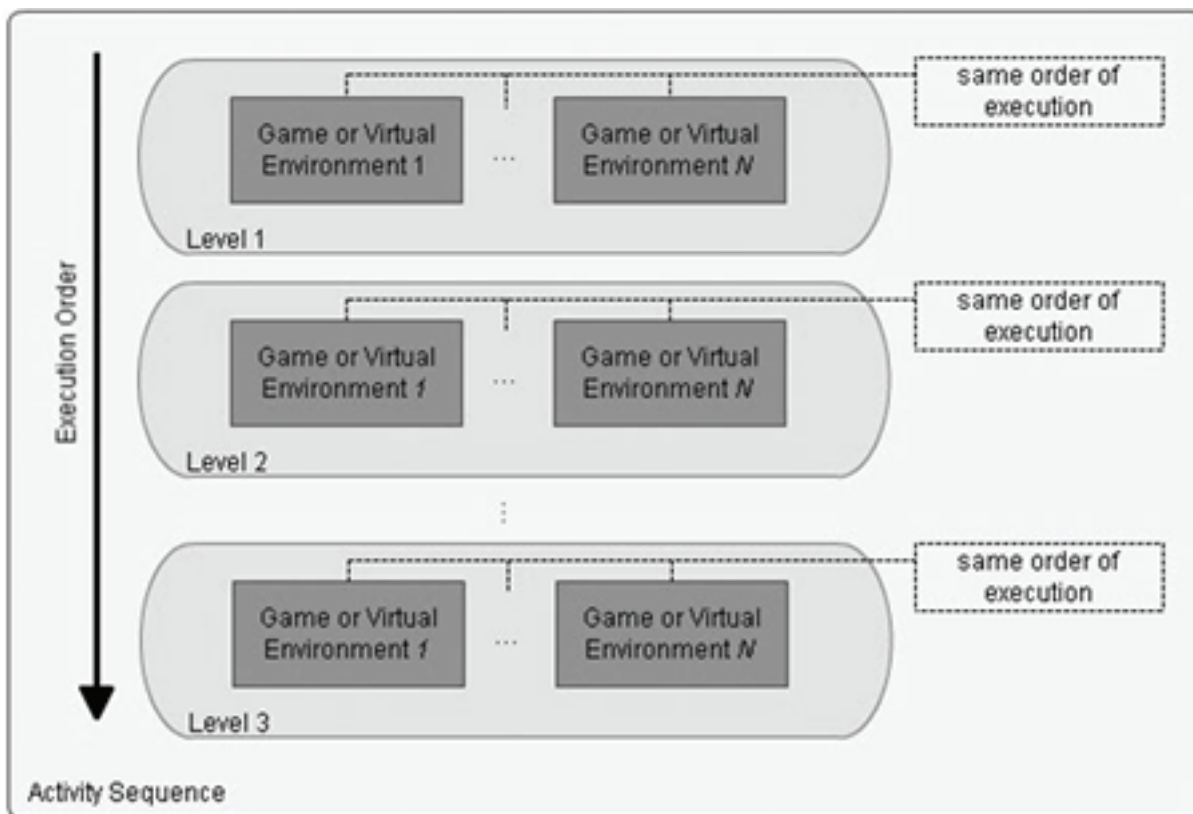 same order of
execution
Game or Virtual
Environment 1
...
Game or Virtual
Environment N
Level 1
Execution Order
same order of
execution
Game or Virtual
Environment 1
...
Game or Virtual
Environment N
Level 2
...
same order of
execution
Game or Virtual
Environment 1
...
Game or Virtual
Environment N
Level 3
Activity Sequence